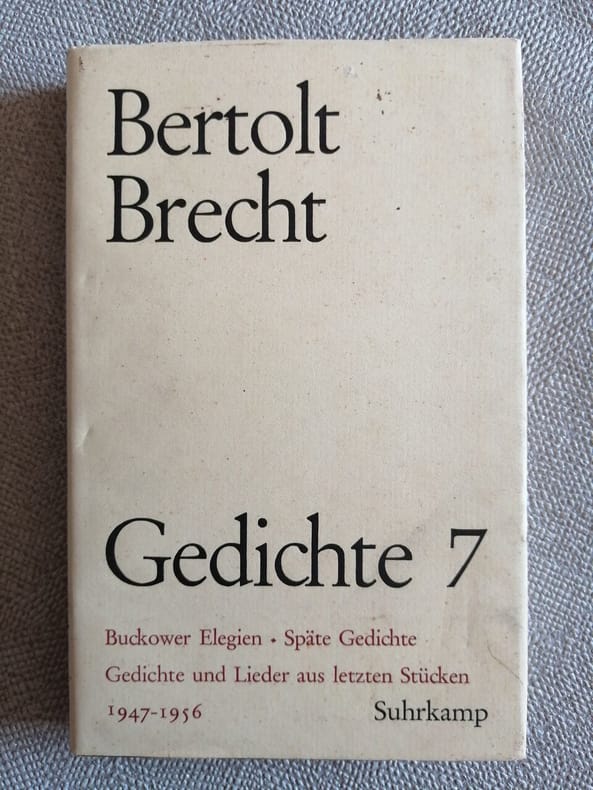 Bertolt
Brecht
Gedichte 7
Buckower Elegien • Späte Gedichte
Gedichte und Lieder aus letzten Stücken
1947-1956 Suhrkamp